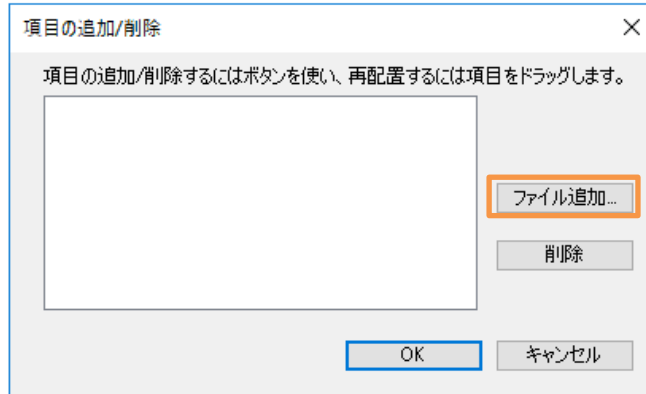 項目の追加/削除
項目の追加/削除するにはボタンを使い、再配置するには項目をドラッグします。
ファイル追加...
削除
OK
キャンセル